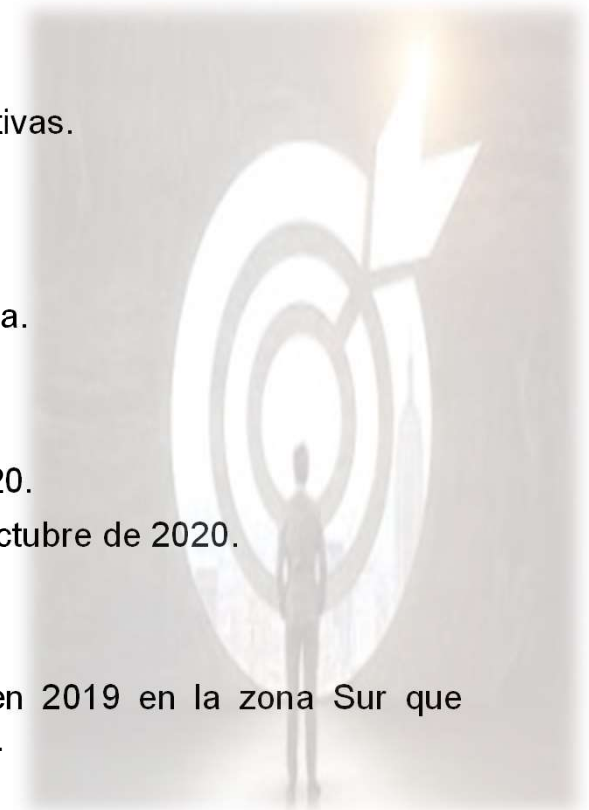 tivas.
a.
20.
ctubre de 2020.
en 2019 en la zona Sur que
.